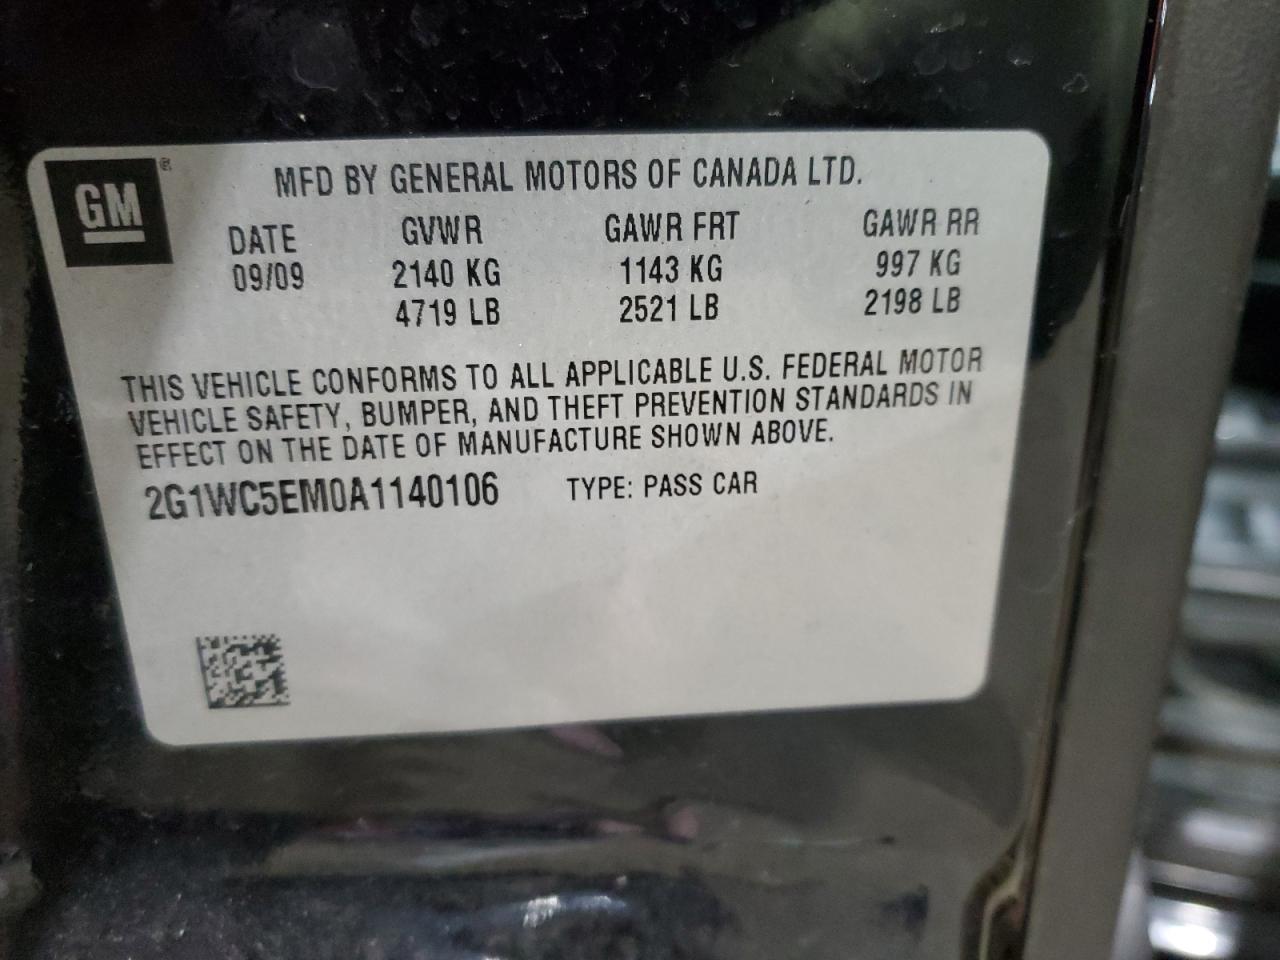 GM®
MFD BY GENERAL MOTORS OF CANADA LTD.
DATE GVWR GAWR FRT GAWR RR
09/09 2140 KG 1143 KG 997 KG
4719 LB 2521 LB 2198 LB
THIS VEHICLE CONFORMS TO ALL APPLICABLE U.S. FEDERAL MOTOR
VEHICLE SAFETY, BUMPER, AND THEFT PREVENTION STANDARDS IN
EFFECT ON THE DATE OF MANUFACTURE SHOWN ABOVE.
2G1WC5EM0A1140106 TYPE: PASS CAR